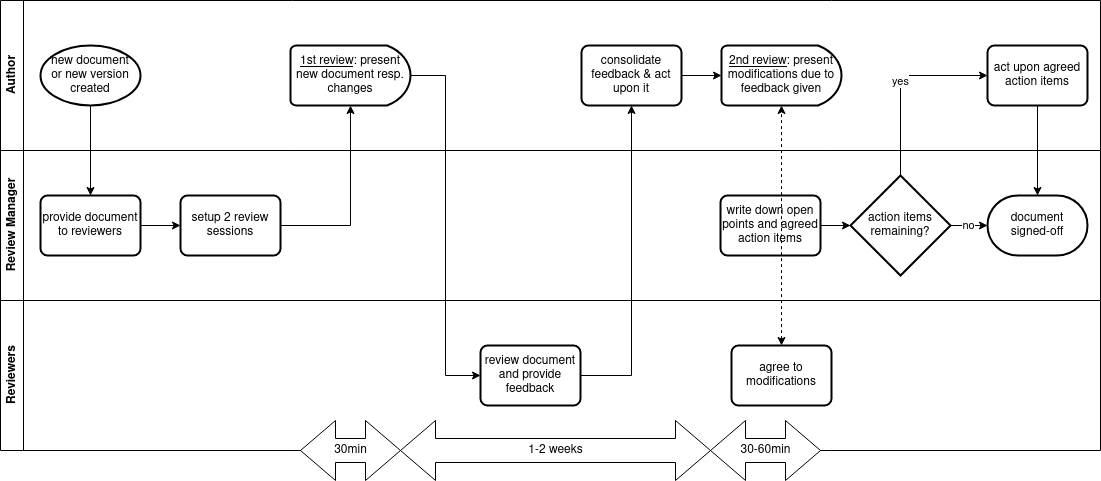 Author
new document
or new version
created
1st review: present
new document resp.
changes
consolidate
feedback & act
upon it
2nd review: present
modifications due to
feedback given
yes
act upon agreed
action items
Review Manager
provide document
to reviewers
setup 2 review
sessions
write down open
points and agreed
action items
action items
remaining?
no
document
signed-off
Reviewers
review document
and provide
feedback
agree to
modifications
30min
1-2 weeks
30-60min